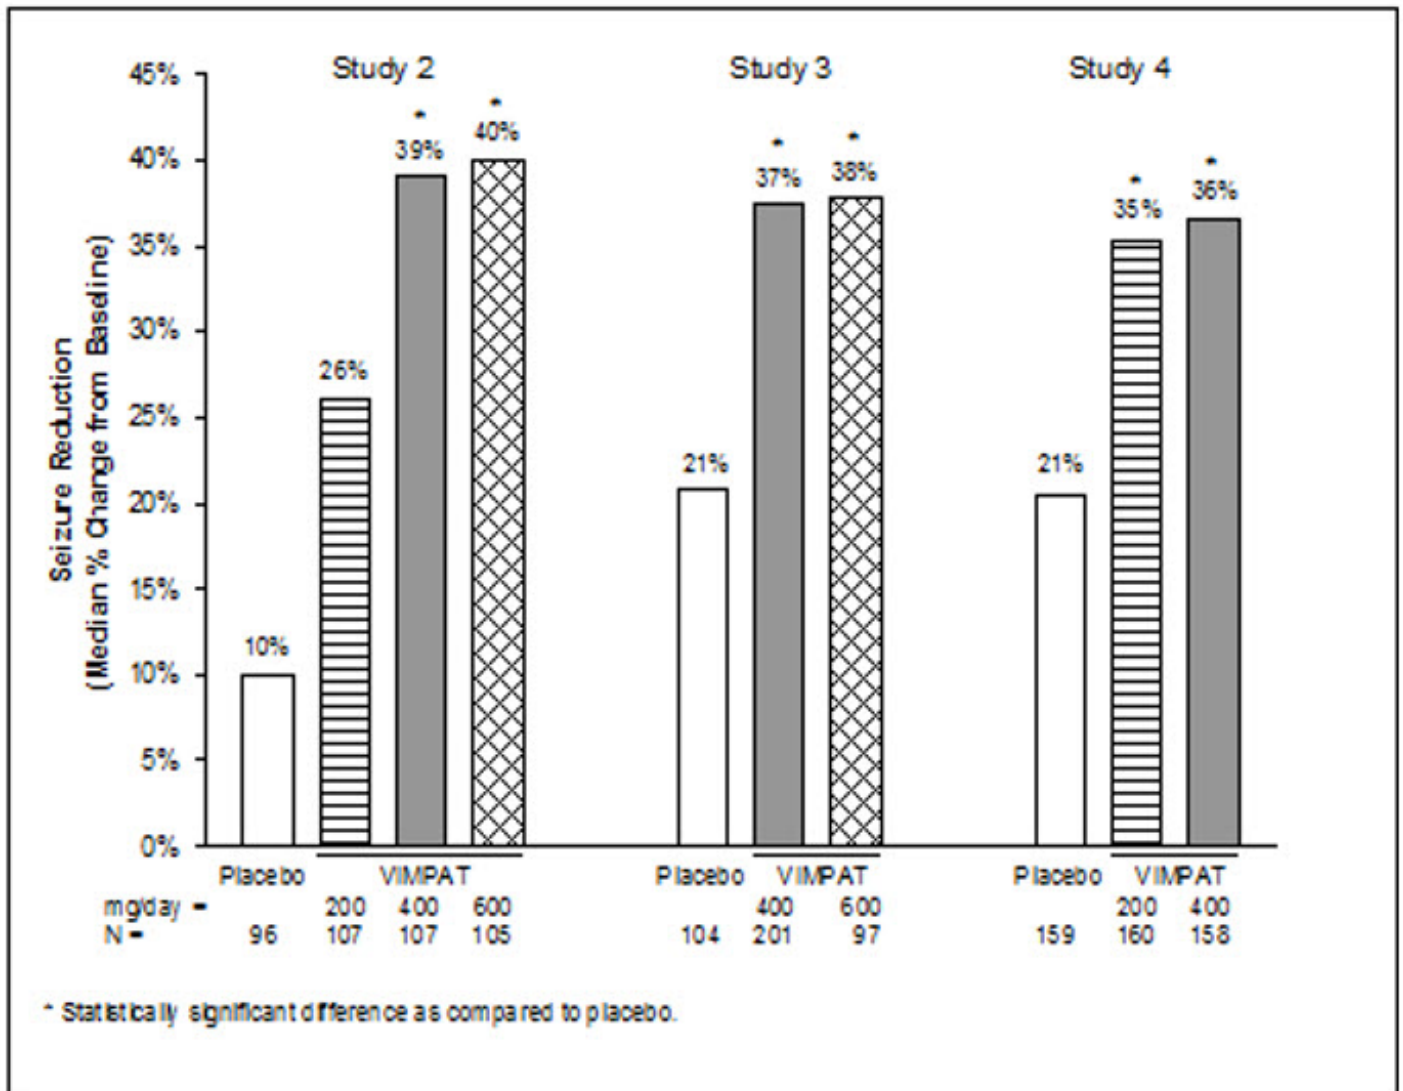 Study 2 Study 3 Study 4
45%
40%
35%
30%
25%
20%
15%
10%
5%
0%
Seizure Reduction
(Median % Change from Baseline)
10% 26% * 39% * 40%
21% * 37% * 38%
21% * 35% * 36%
Placebo VIMPAT Placebo VIMPAT Placebo VIMPAT
mg/day = 200 400 600 400 600 200 400
N = 96 107 107 105 104 201 97 159 160 158
* Statistically significant difference as compared to placebo.